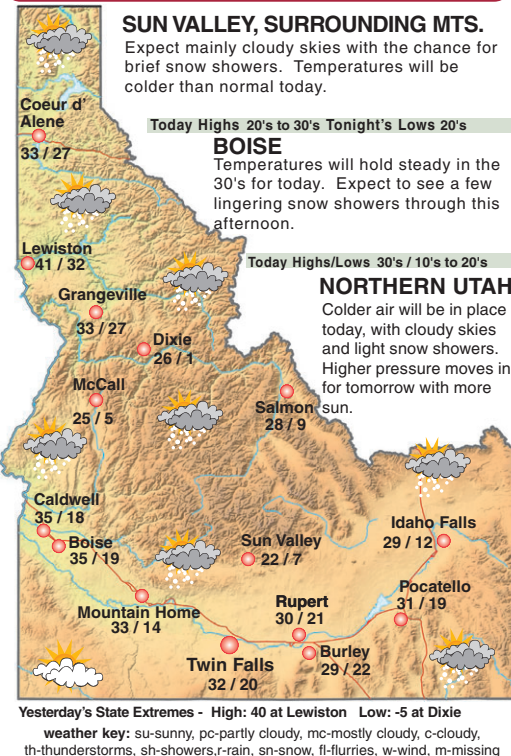 SUN VALLEY, SURROUNDING MTS.
Expect mainly cloudy skies with the chance for
brief snow showers.  Temperatures will be
colder than normal today.
Today Highs  20's to 30's  Tonight's Lows  20's
BOISE
Temperatures will hold steady in the
30's for today.  Expect to see a few
lingering snow showers through this
afternoon.
Today Highs/Lows  30's / 10's to 20's
NORTHERN UTAH
Colder air will be in place
today, with cloudy skies
and light snow showers.
Higher pressure moves in
for tomorrow with more
sun.
Coeur d'
Alene
33 / 27
Lewiston
41 / 32
Grangeville
33 / 27
Dixie
26 / 1
McCall
25 / 5
Salmon
28 / 9
Caldwell
35 / 18
Boise
35 / 19
Sun Valley
22 / 7
Idaho Falls
29 / 12
Mountain Home
33 / 14
Rupert
30 / 21
Pocatello
31 / 19
Twin Falls
32 / 20
Burley
29 / 22
Yesterday's State Extremes -  High: 40 at Lewiston   Low: -5 at Dixie
weather key: su-sunny, pc-partly cloudy, mc-mostly cloudy, c-cloudy,
th-thunderstorms, sh-showers,r-rain, sn-snow, fl-flurries, w-wind, m-missing